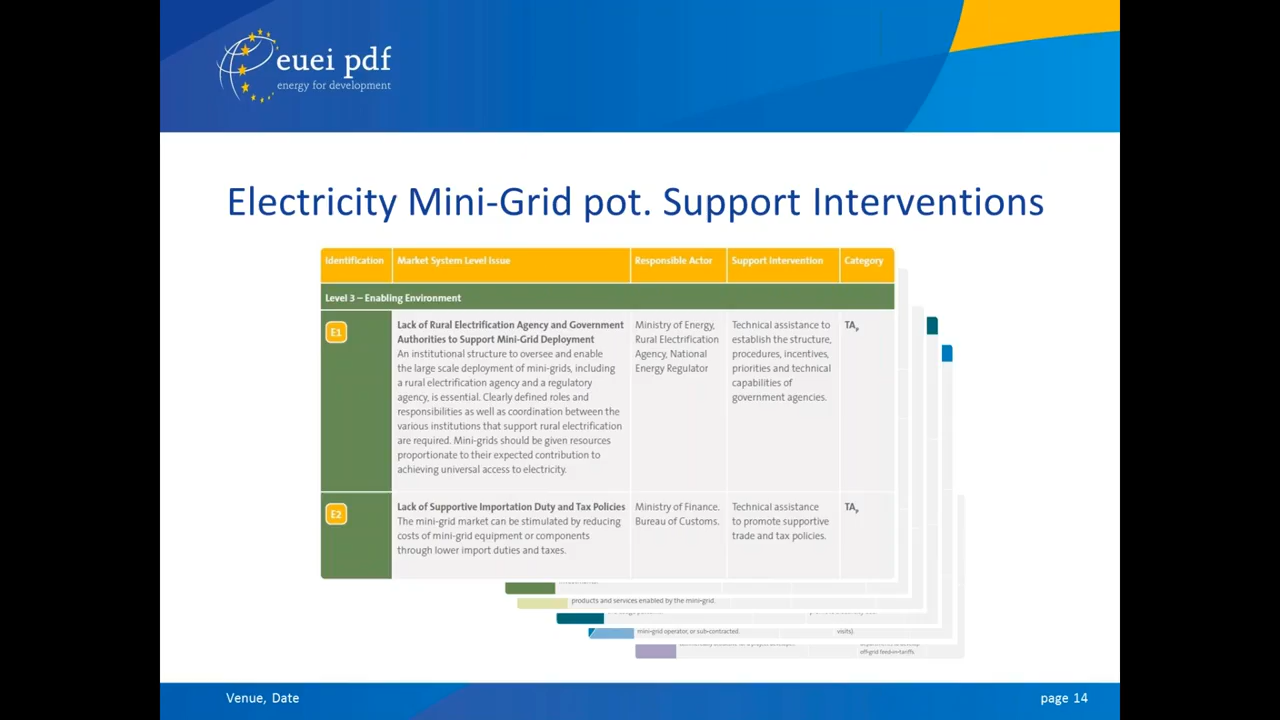 euei pdf
energy for development
Electricity Mini-Grid pot. Support Interventions
Identification
Market System Level Issue
Responsible Actor
Support Intervention
Category
Level 3 – Enabling Environment
E1
Lack of Rural Electrification Agency and Government
Authorities to Support Mini-Grid Deployment
An institutional structure to oversee and enable
the large scale deployment of mini-grids, including
a rural electrification agency and a regulatory
agency, is essential. Clearly defined roles and
responsibilities as well as coordination between the
various institutions that support rural electrification
are required. Mini-grids should be given resources
proportionate to their expected contribution to
achieving universal access to electricity.
Ministry of Energy,
Rural Electrification
Agency, National
Energy Regulator
Technical assistance to
establish the structure,
procedures, incentives,
priorities and technical
capabilities of
government agencies.
TAP
E2
Lack of Supportive Importation Duty and Tax Policies
The mini-grid market can be stimulated by reducing
costs of mini-grid equipment or components
through lower import duties and taxes.
Ministry of Finance.
Bureau of Customs.
Technical assistance
to promote supportive
trade and tax policies.
TAP
products and services enabled by the mini-grid.
mini-grid operator, or sub-contracted.
visits).
off-grid feed-in-tariffs
Venue, Date
page 14